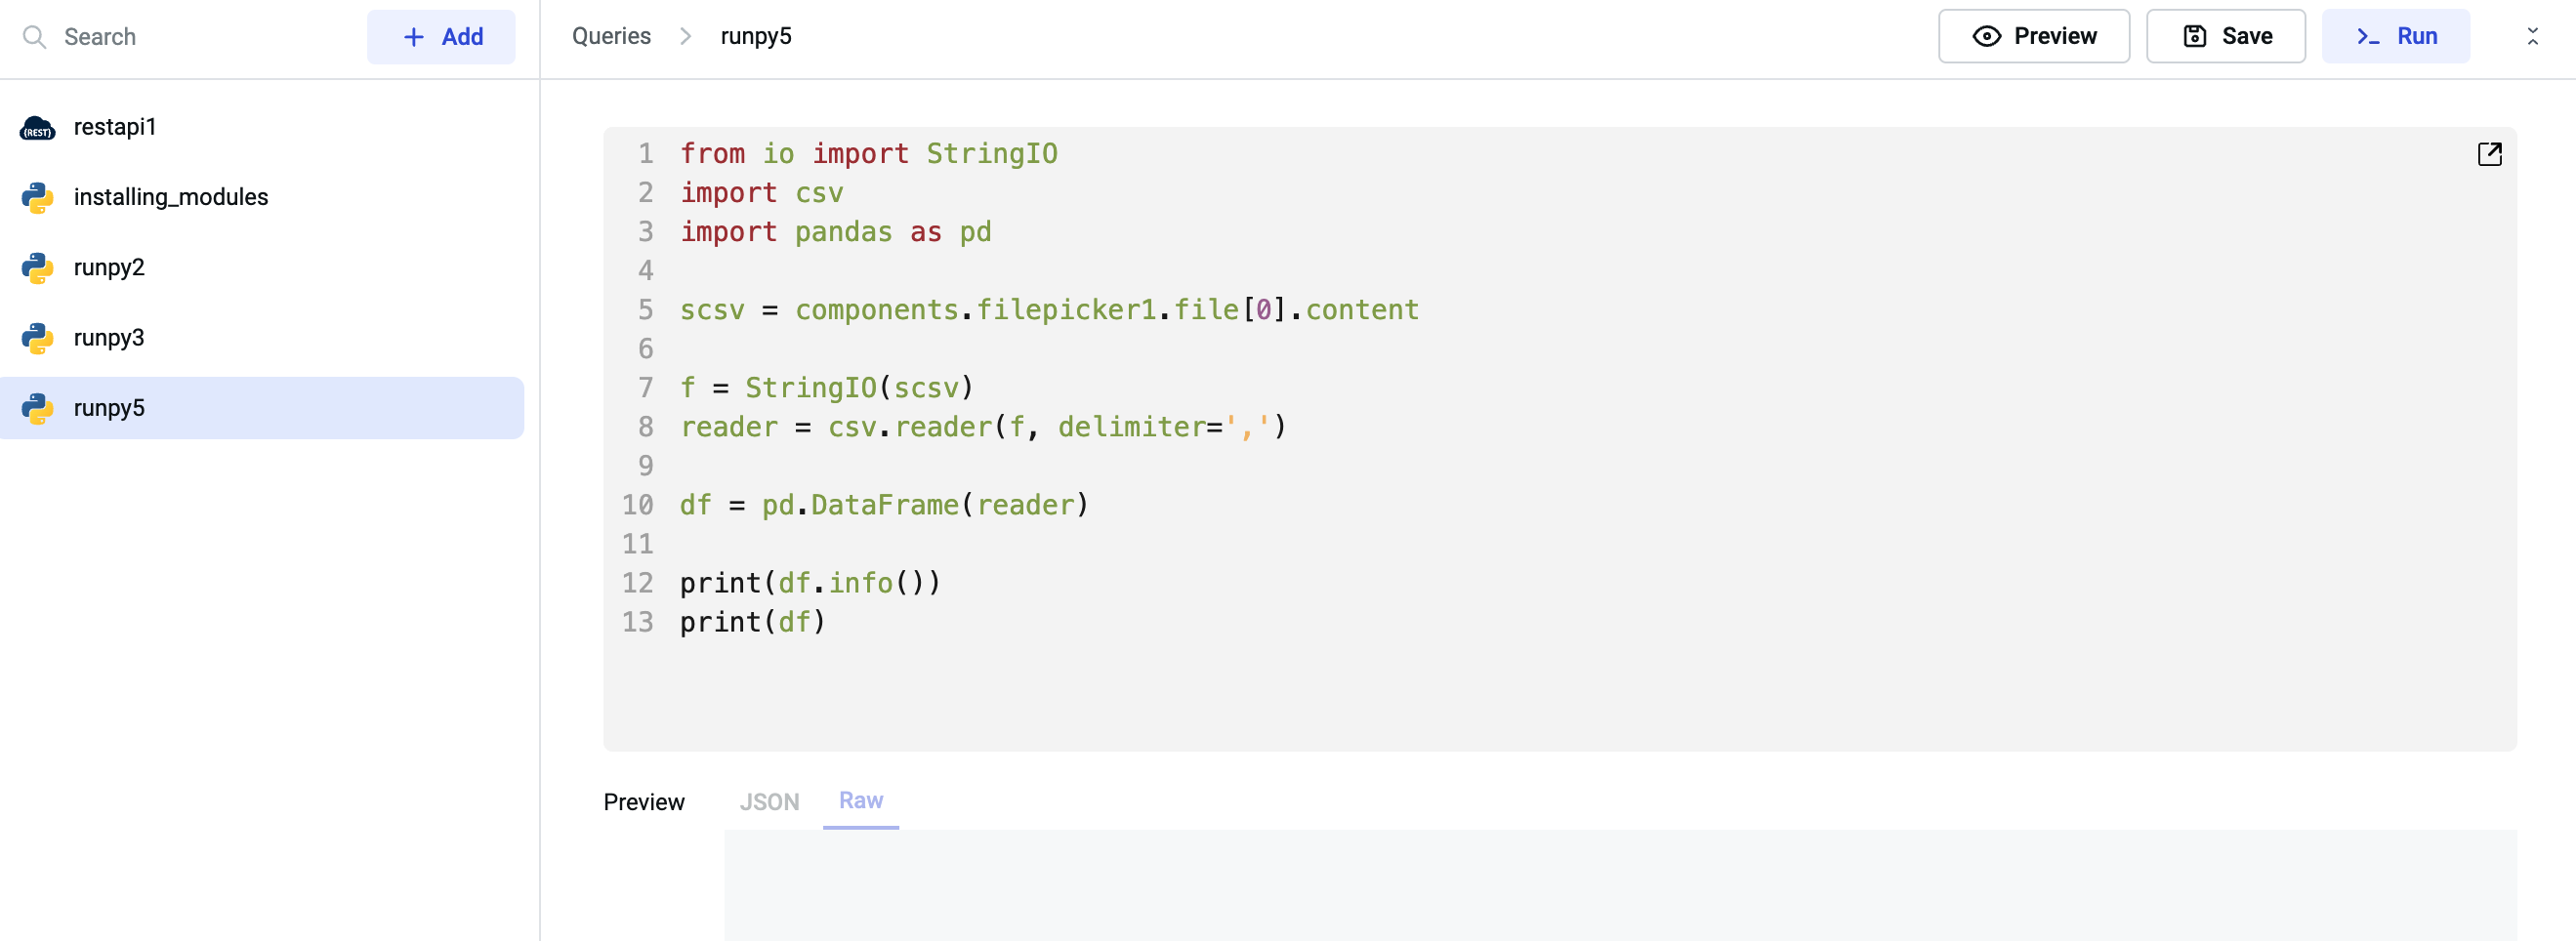 Search
+ Add
Queries > runpy5
Preview
Save
>_ Run
{REST} restapi1
installing_modules
runpy2
runpy3
runpy5
1 from io import StringIO
2 import csv
3 import pandas as pd
4
5 scsv = components.filepicker1.file[0].content
6
7 f = StringIO(scsv)
8 reader = csv.reader(f, delimiter=',')
9
10 df = pd.DataFrame(reader)
11
12 print(df.info())
13 print(df)
Preview JSON Raw